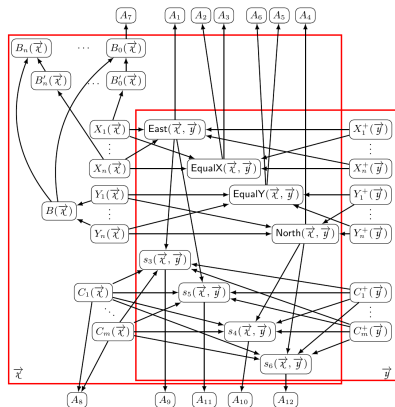 A₇ A₁ A₂ A₃ A₆ A₅ A₄
Bₙ(x⃗) ··· B₀(x⃗)
B′ₙ(x⃗) ··· B′₀(x⃗)
X₁(x⃗) East(x⃗, y⃗) X₁⁺(y⃗)
⋮ ⋮
Xₙ(x⃗) EqualX(x⃗, y⃗) Xₙ⁺(y⃗)
Y₁(x⃗) EqualY(x⃗, y⃗) Y₁⁺(y⃗)
B(x⃗) ⋮ ⋮
Yₙ(x⃗) North(x⃗, y⃗) Yₙ⁺(y⃗)
s₃(x⃗, y⃗)
C₁(x⃗) s₅(x⃗, y⃗) C₁⁺(y⃗)
⋱ ⋮
Cₘ(x⃗) s₄(x⃗, y⃗) Cₘ⁺(y⃗)
s₆(x⃗, y⃗)
x⃗ y⃗
A₈ A₉ A₁₁ A₁₀ A₁₂